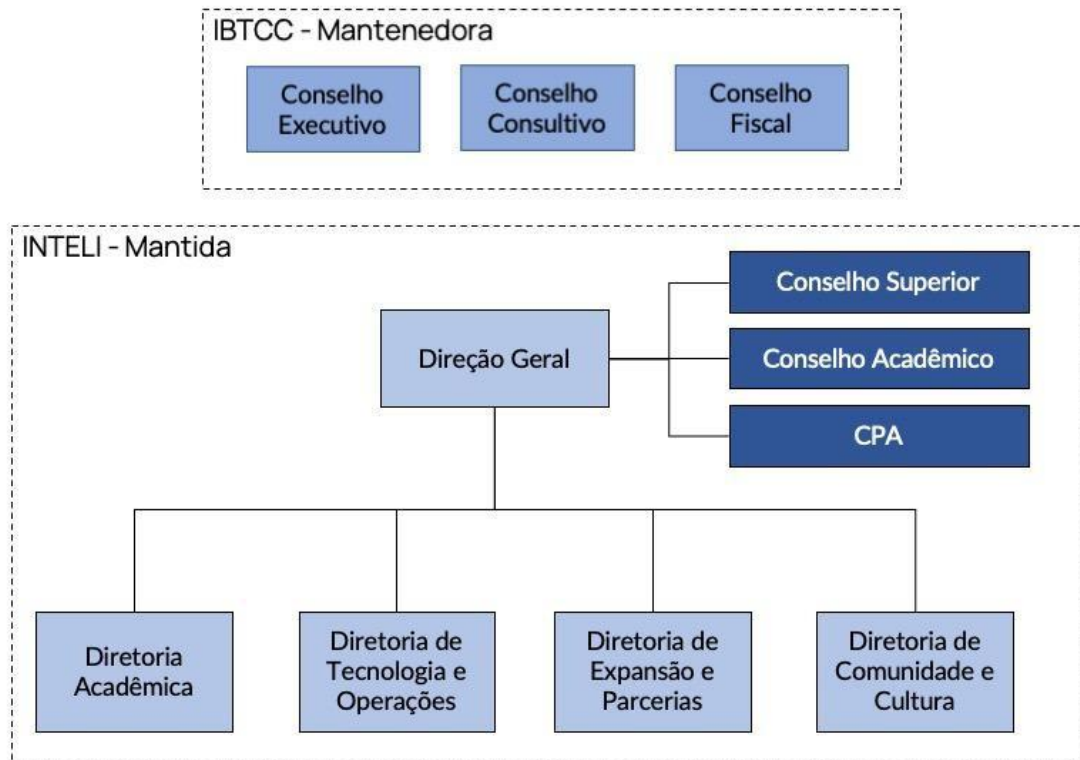 IBTCC - Mantenedora
Conselho
Executivo
Conselho
Consultivo
Conselho
Fiscal
INTELI - Mantida
Conselho Superior
Direção Geral
Conselho Acadêmico
CPA
Diretoria
Acadêmica
Diretoria de
Tecnologia e
Operações
Diretoria de
Expansão e
Parcerias
Diretoria de
Comunidade e
Cultura